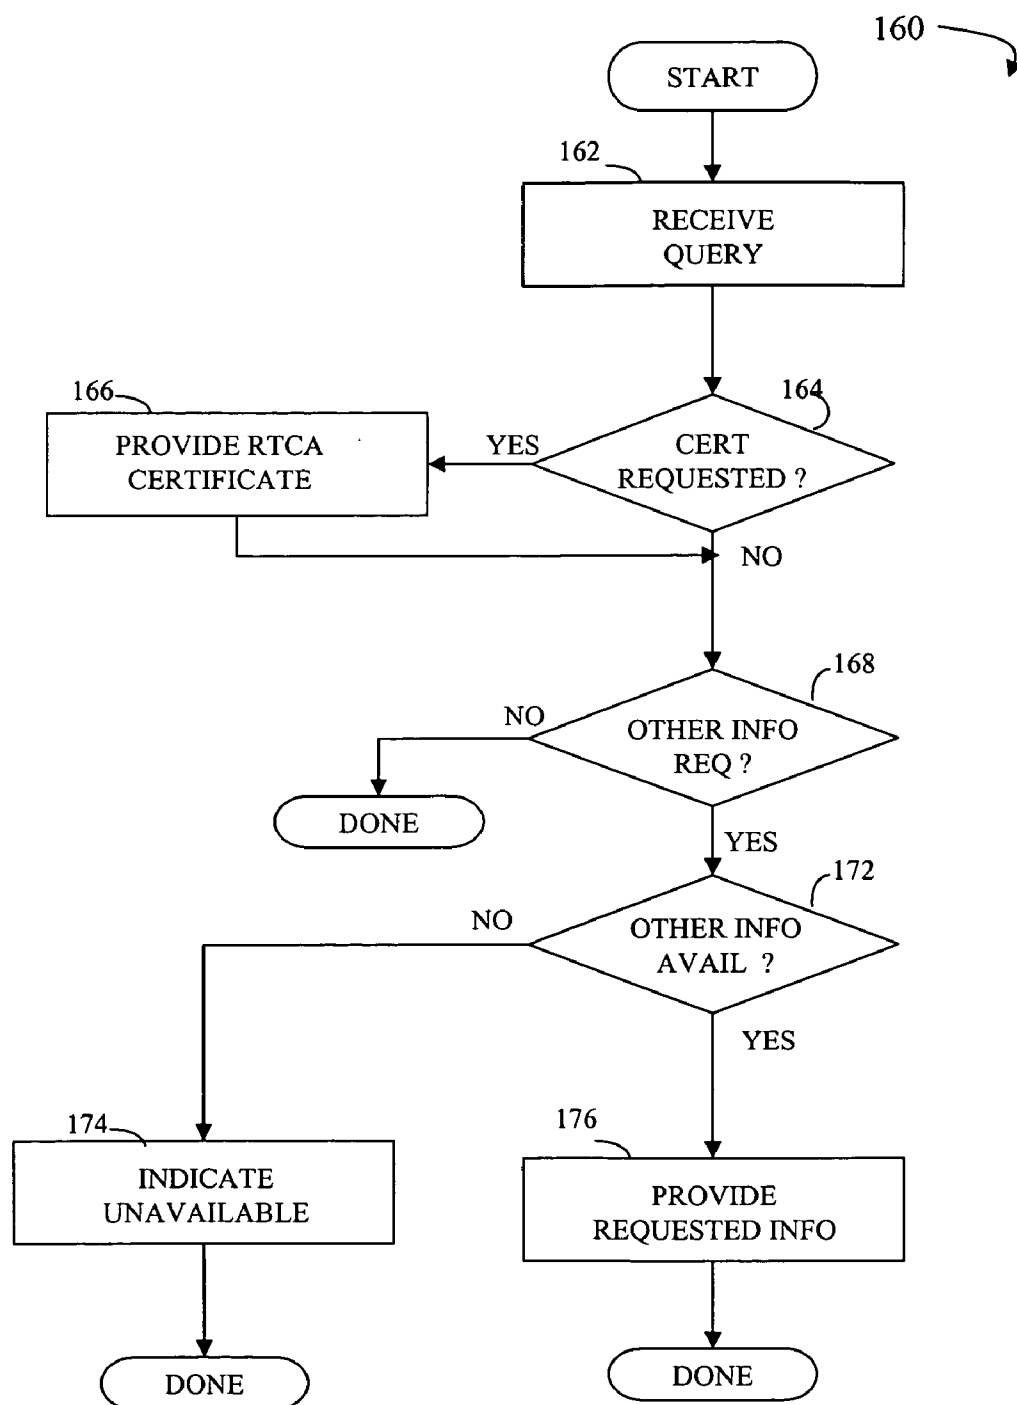 160
START
162
RECEIVE
QUERY
166
164
PROVIDE RTCA
CERTIFICATE
YES
CERT
REQUESTED ?
NO
168
NO
OTHER INFO
REQ ?
DONE
YES
172
NO
OTHER INFO
AVAIL ?
YES
174
176
INDICATE
UNAVAILABLE
PROVIDE
REQUESTED INFO
DONE
DONE